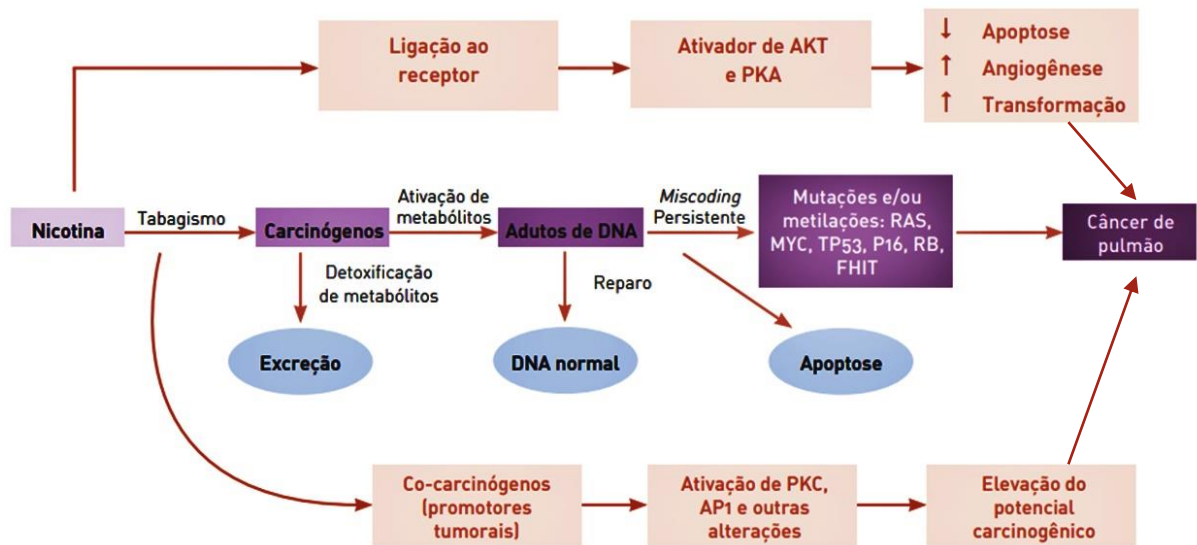 Ligação ao
receptor
Ativador de AKT
e PKA
↓ Apoptose
↑ Angiogênese
↑ Transformação
Nicotina
Tabagismo
Carcinógenos
Ativação de
metabólitos
Adutos de DNA
Miscoding
Persistente
Mutações e/ou
metilações: RAS,
MYC, TP53, P16, RB,
FHIT
Câncer de
pulmão
Detoxificação
de metabólitos
Reparo
Excreção
DNA normal
Apoptose
Co-carcinógenos
(promotores
tumorais)
Ativação de PKC,
AP1 e outras
alterações
Elevação do
potencial
carcinogênico